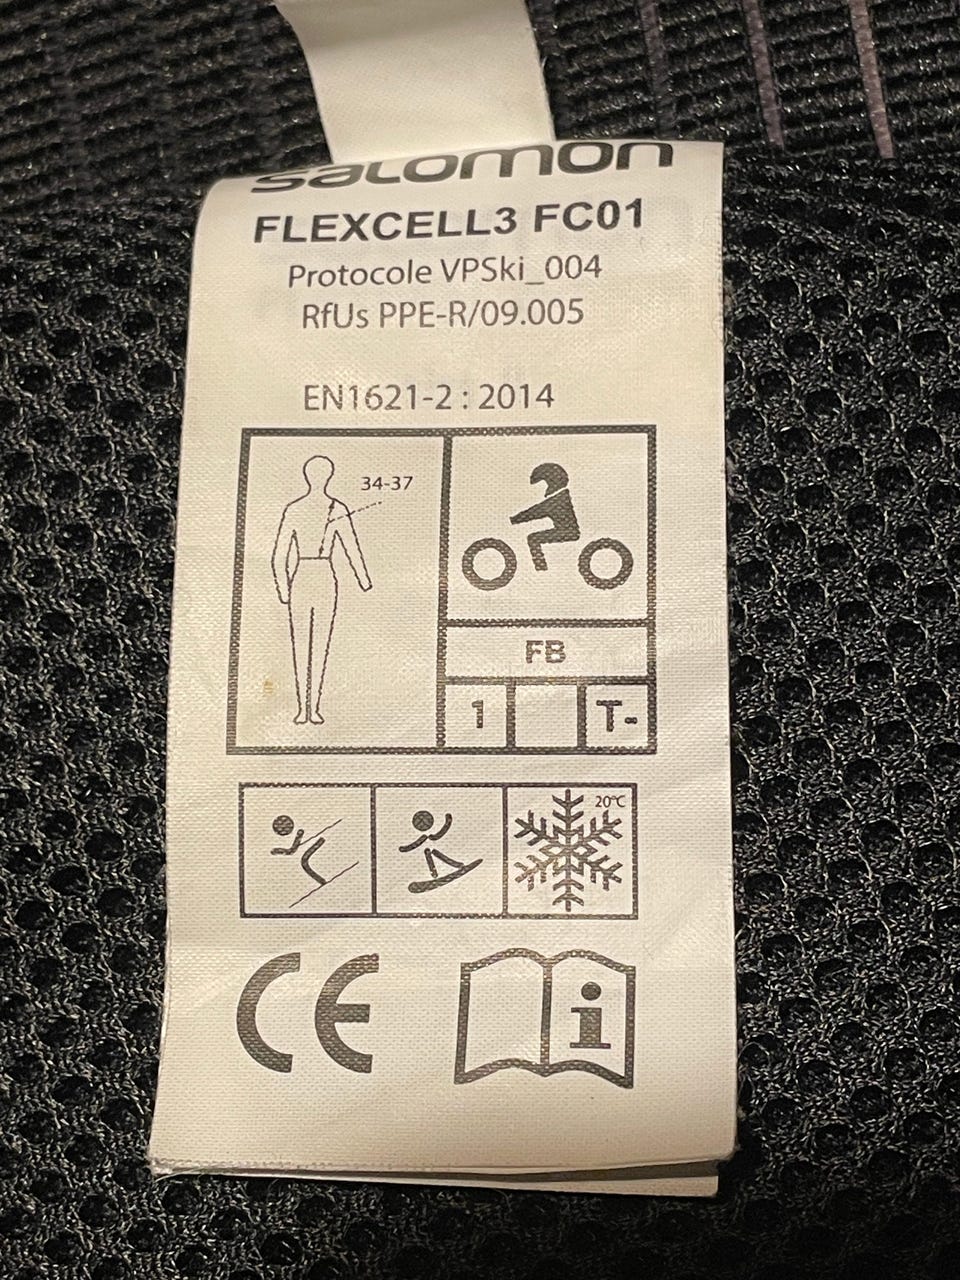 salomon
FLEXCELL3 FC01
Protocole VPSki_004
RfUs PPE-R/09.005
EN1621-2 : 2014
34-37
FB
1
T-
20°C
CE
i